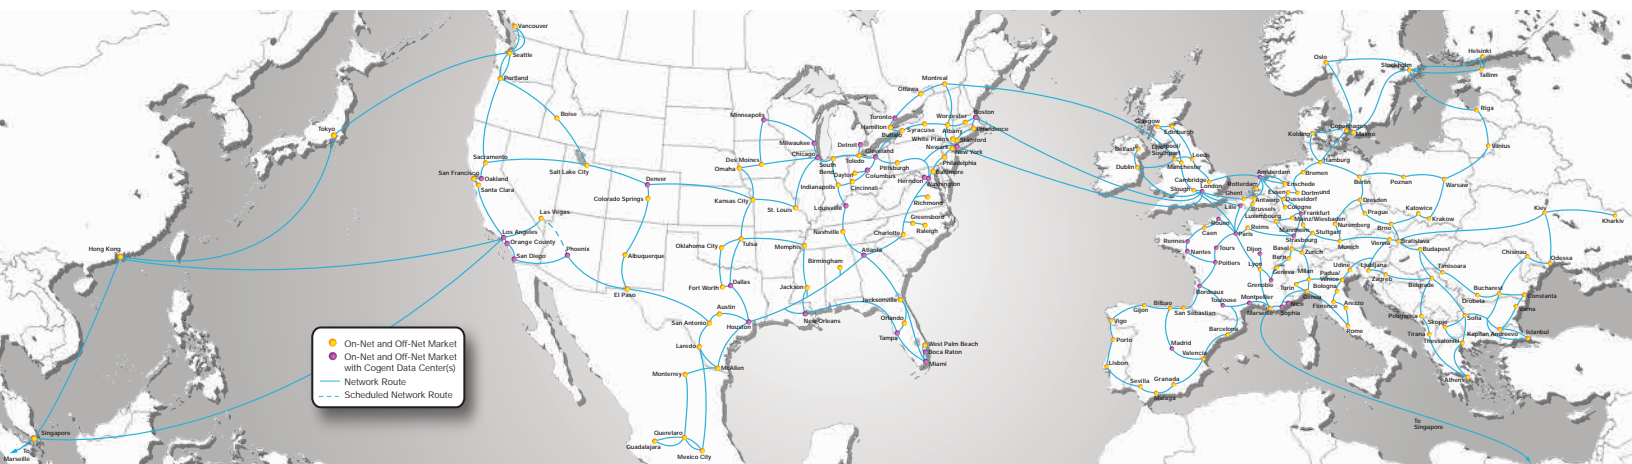 Vancouver
Seattle
Portland
Boise
Tokyo
Sacramento
San Francisco
Oakland
Santa Clara
Salt Lake City
Las Vegas
Los Angeles
Orange County
San Diego
Phoenix
Hong Kong
Singapore
To
Marseille
Denver
Colorado Springs
Albuquerque
El Paso
Minneapolis
Des Moines
Omaha
Kansas City
St. Louis
Oklahoma City
Tulsa
Fort Worth
Dallas
Austin
San Antonio
Houston
Laredo
McAllen
Monterrey
Queretaro
Guadalajara
Mexico City
Milwaukee
Chicago
South
Bend
Detroit
Toledo
Cleveland
Dayton
Columbus
Indianapolis
Cincinnati
Louisville
Nashville
Memphis
Birmingham
Jackson
New Orleans
Atlanta
Charlotte
Greensboro
Raleigh
Richmond
Jacksonville
Orlando
Tampa
West Palm Beach
Boca Raton
Miami
Montreal
Ottawa
Toronto
Hamilton
Buffalo
Syracuse
Worcester
Boston
Albany
Providence
White Plains
Stamford
Newark
New York
Philadelphia
Pittsburgh
Baltimore
Herndon
Washington
On-Net and Off-Net Market
On-Net and Off-Net Market
with Cogent Data Center(s)
Network Route
Scheduled Network Route
Glasgow
Edinburgh
Belfast
Dublin
Liverpool/
Southport
Leeds
Manchester
Cambridge
Slough
London
Oslo
Stockholm
Helsinki
Tallinn
Riga
Vilnius
Copenhagen
Malmo
Kolding
Hamburg
Bremen
Amsterdam
Rotterdam
Ghent
Enschede
Essen
Dortmund
Antwerp
Dusseldorf
Brussels
Cologne
Lille
Luxembourg
Frankfurt
Mainz/Wiesbaden
Rouen
Caen
Reims
Paris
Mannheim
Nuremberg
Stuttgart
Strasbourg
Munich
Berlin
Poznan
Warsaw
Dresden
Prague
Katowice
Krakow
Brno
Vienna
Bratislava
Budapest
Kiev
Kharkiv
Chisinau
Odessa
Rennes
Nantes
Tours
Poitiers
Dijon
Basel
Bern
Zurich
Lyon
Geneva
Milan
Grenoble
Turin
Padua/
Venice
Udine
Bologna
Ljubljana
Zagreb
Timisoara
Belgrade
Bucharest
Drobeta
Constanta
Varna
Sofia
Skopje
Podgorica
Tirana
Thessaloniki
Kapitan Andreevo
Istanbul
Athens
Bordeaux
Toulouse
Montpellier
Marseille
Nice
Sophia
Genoa
Florence
Arezzo
Rome
Bilbao
Gijon
San Sebastian
Vigo
Porto
Lisbon
Madrid
Barcelona
Valencia
Sevilla
Granada
Malaga
To
Singapore